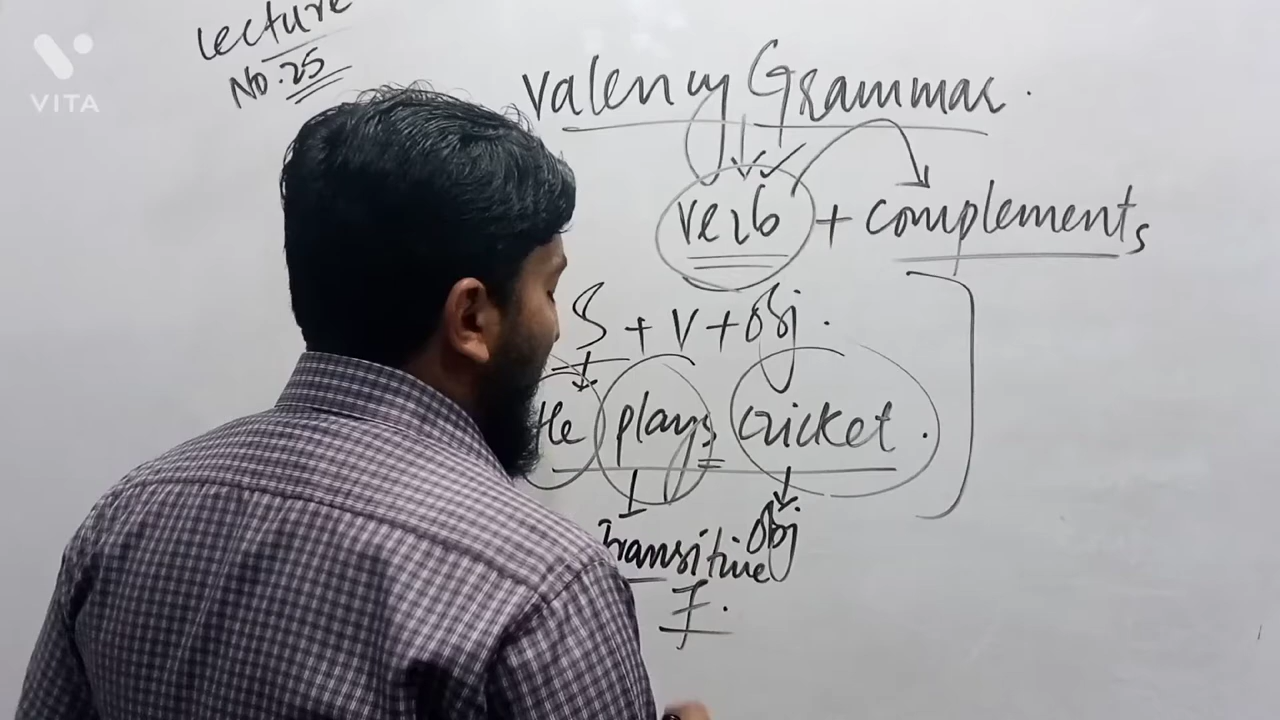 Lecture
No. 25
VITA
Valency Grammar.
verb + complements
S + V + Obj.
He plays cricket.
Obj
Transitive
I.